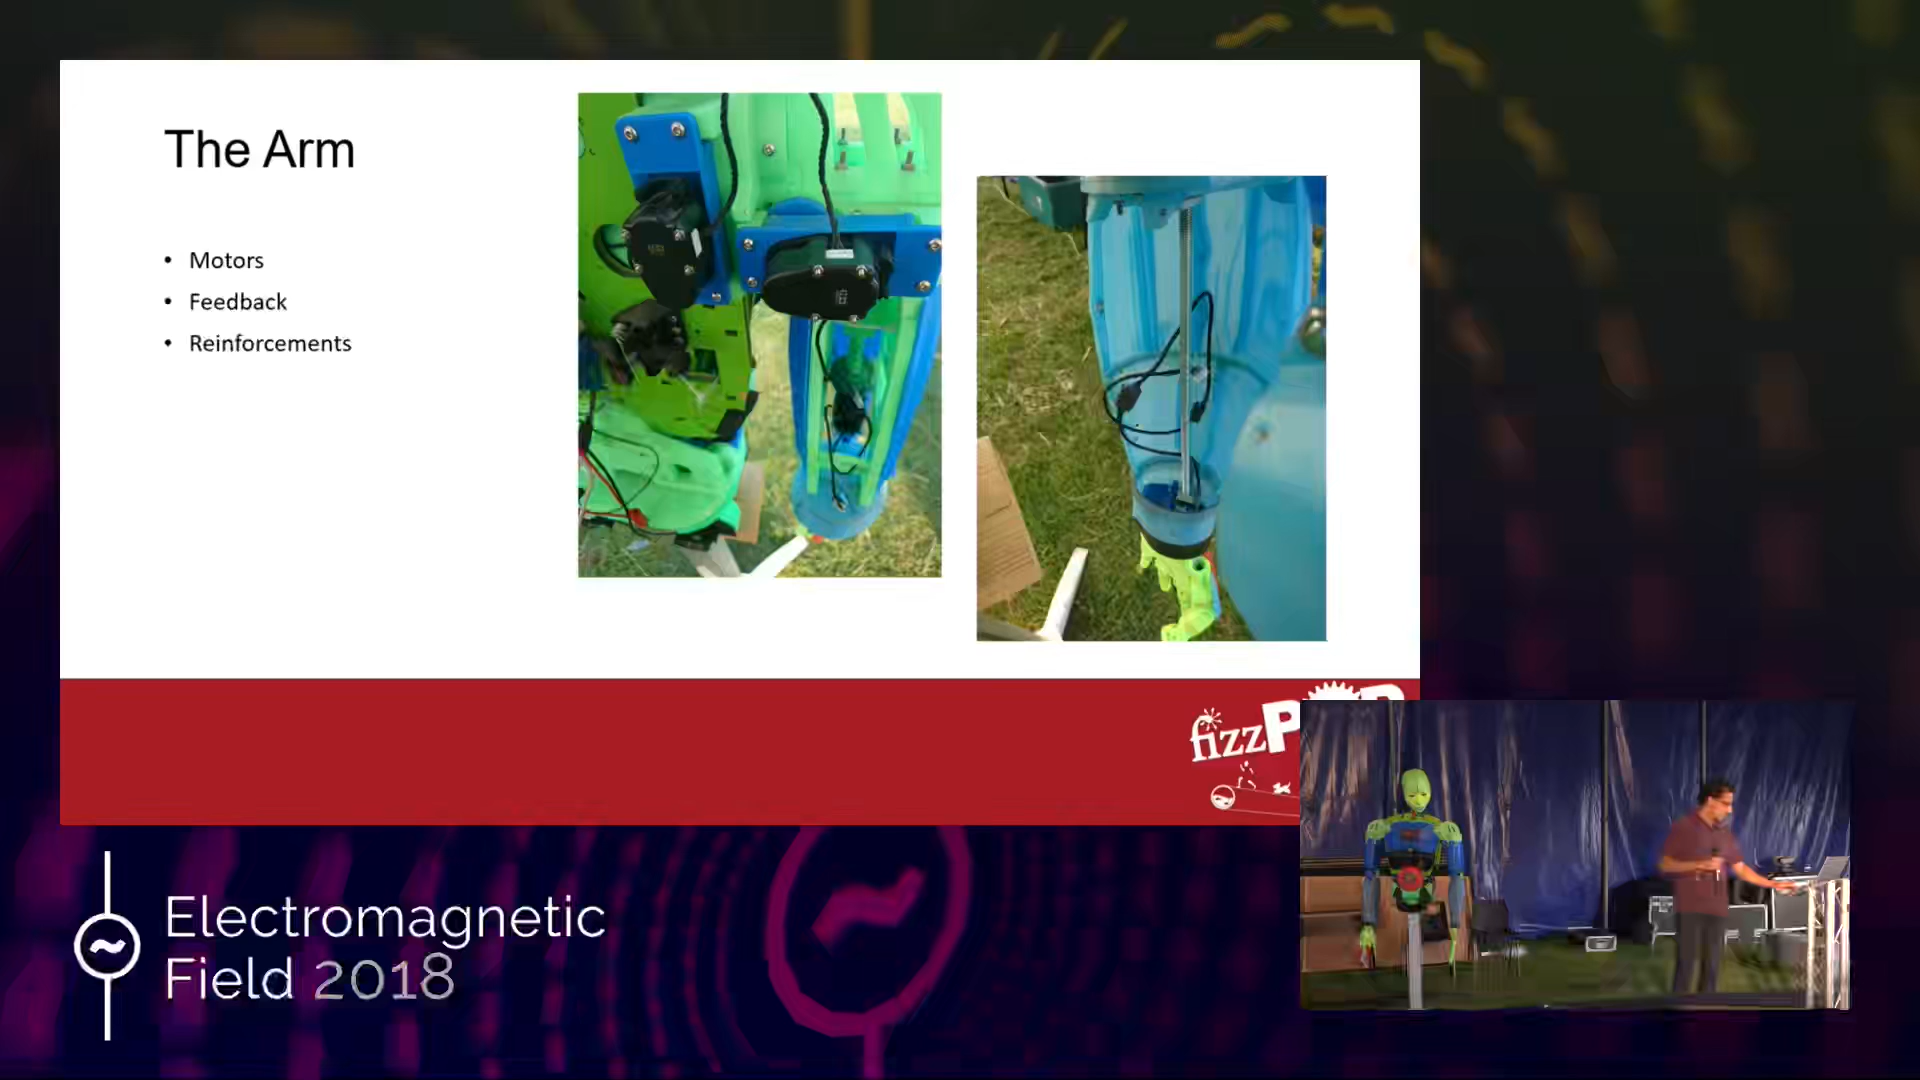 The Arm
• Motors
• Feedback
• Reinforcements
fizzP
Electromagnetic
Field 2018